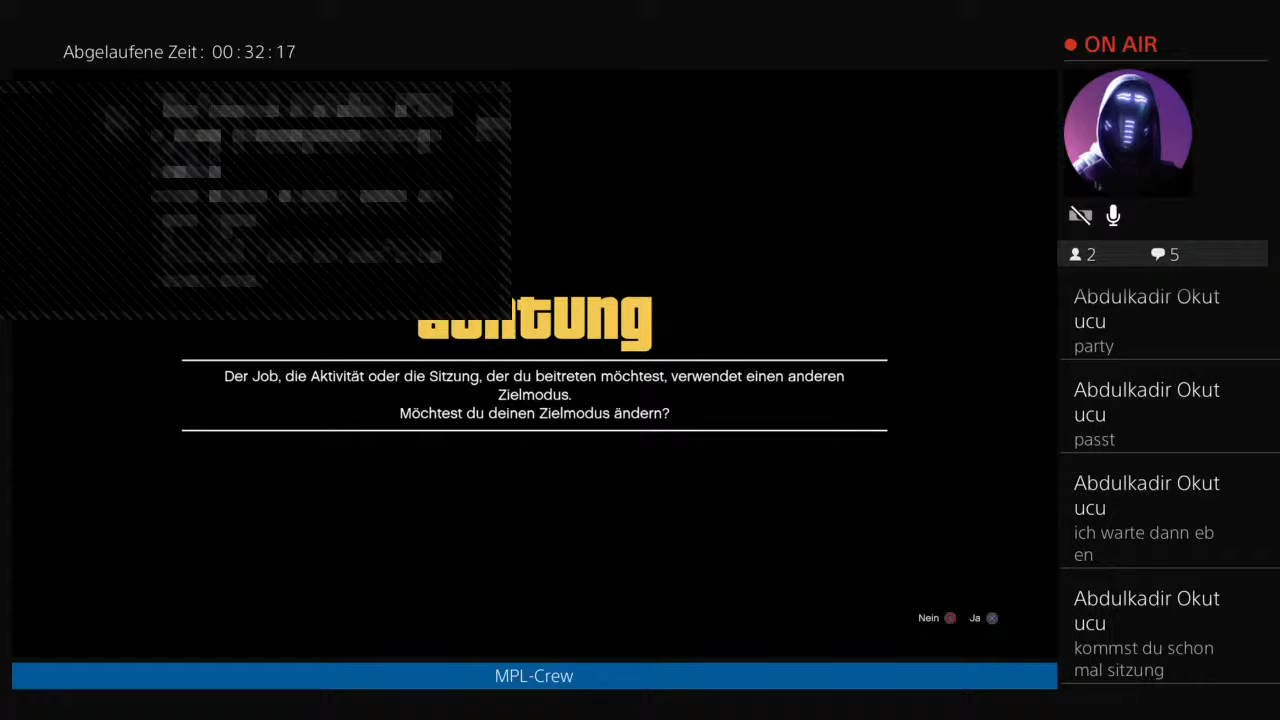 Abgelaufene Zeit: 00:32:17
ON AIR
2 5
Abdulkadir Okut
ucu
party
Abdulkadir Okut
ucu
passt
Abdulkadir Okut
ucu
ich warte dann eb
en
Abdulkadir Okut
ucu
kommst du schon
mal sitzung
achtung
Der Job, die Aktivität oder die Sitzung, der du beitreten möchtest, verwendet einen anderen
Zielmodus.
Möchtest du deinen Zielmodus ändern?
Nein Ja
MPL-Crew